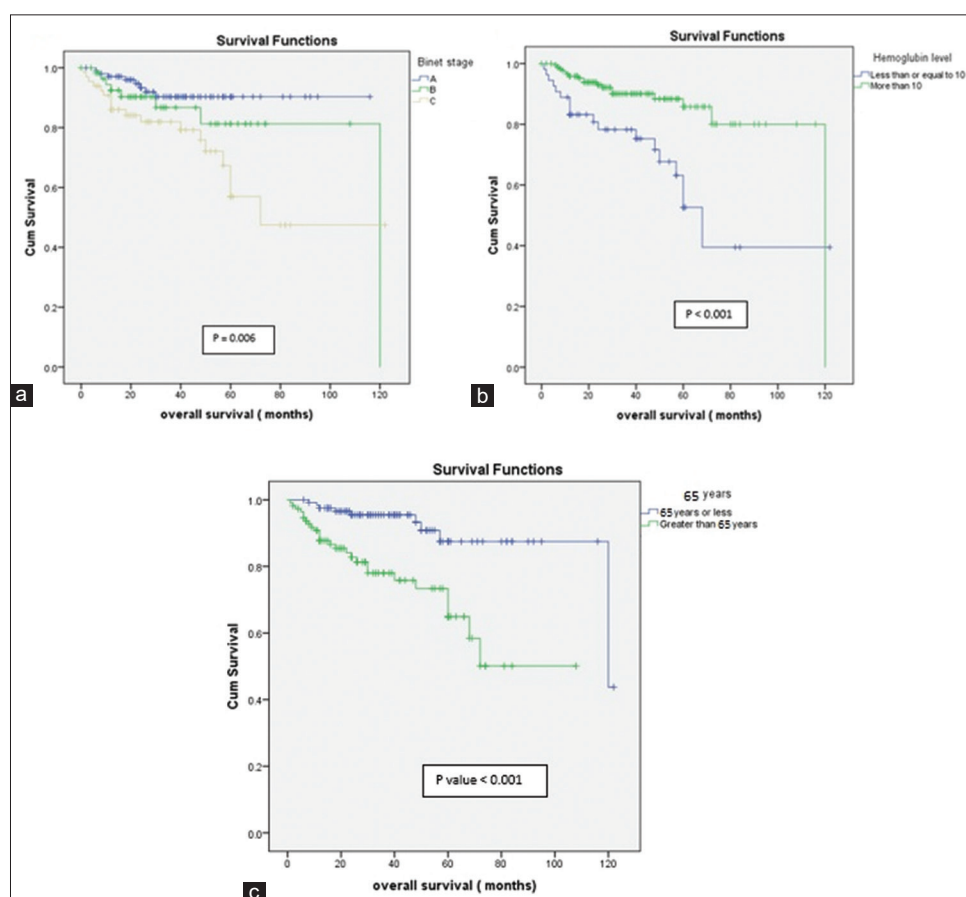 Survival Functions
Binet stage
A
B
C
1.0
0.8
0.6
0.4
0.2
0.0
Cum Survival
P = 0.006
0 20 40 60 80 100 120
overall survival ( months)
a
Survival Functions
Hemoglubin level
Less than or equal to 10
More than 10
1.0
0.8
0.6
0.4
0.2
0.0
Cum Survival
P < 0.001
0 20 40 60 80 100 120
overall survival ( months)
b
Survival Functions
65 years
65years or less
Greater than 65years
1.0
0.8
0.6
0.4
0.2
0.0
Cum Survival
P value < 0.001
0 20 40 60 80 100 120
overall survival ( months)
c